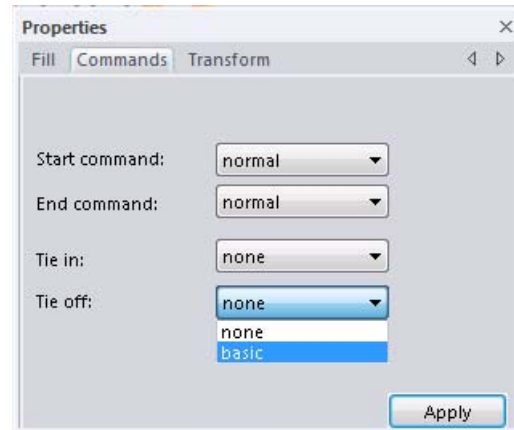 Properties
Fill Commands Transform
Start command: normal
End command: normal
Tie in: none
Tie off: none
none
basic
Apply